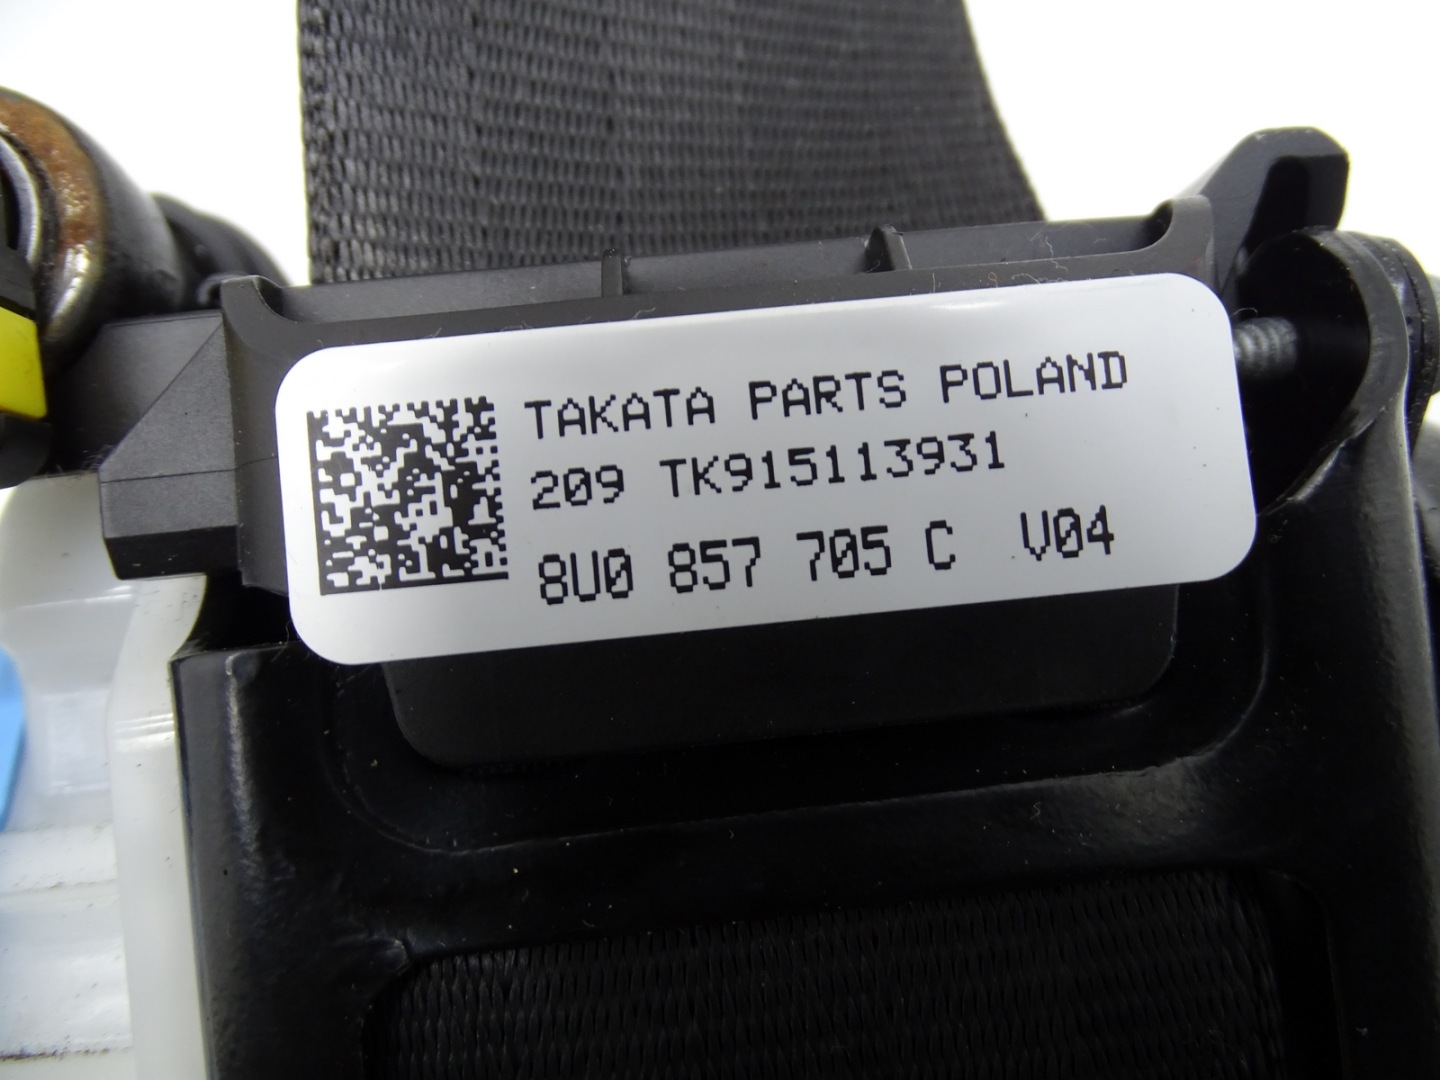 TAKATA PARTS POLAND
209 TK915113931
8U0 857 705 C V04